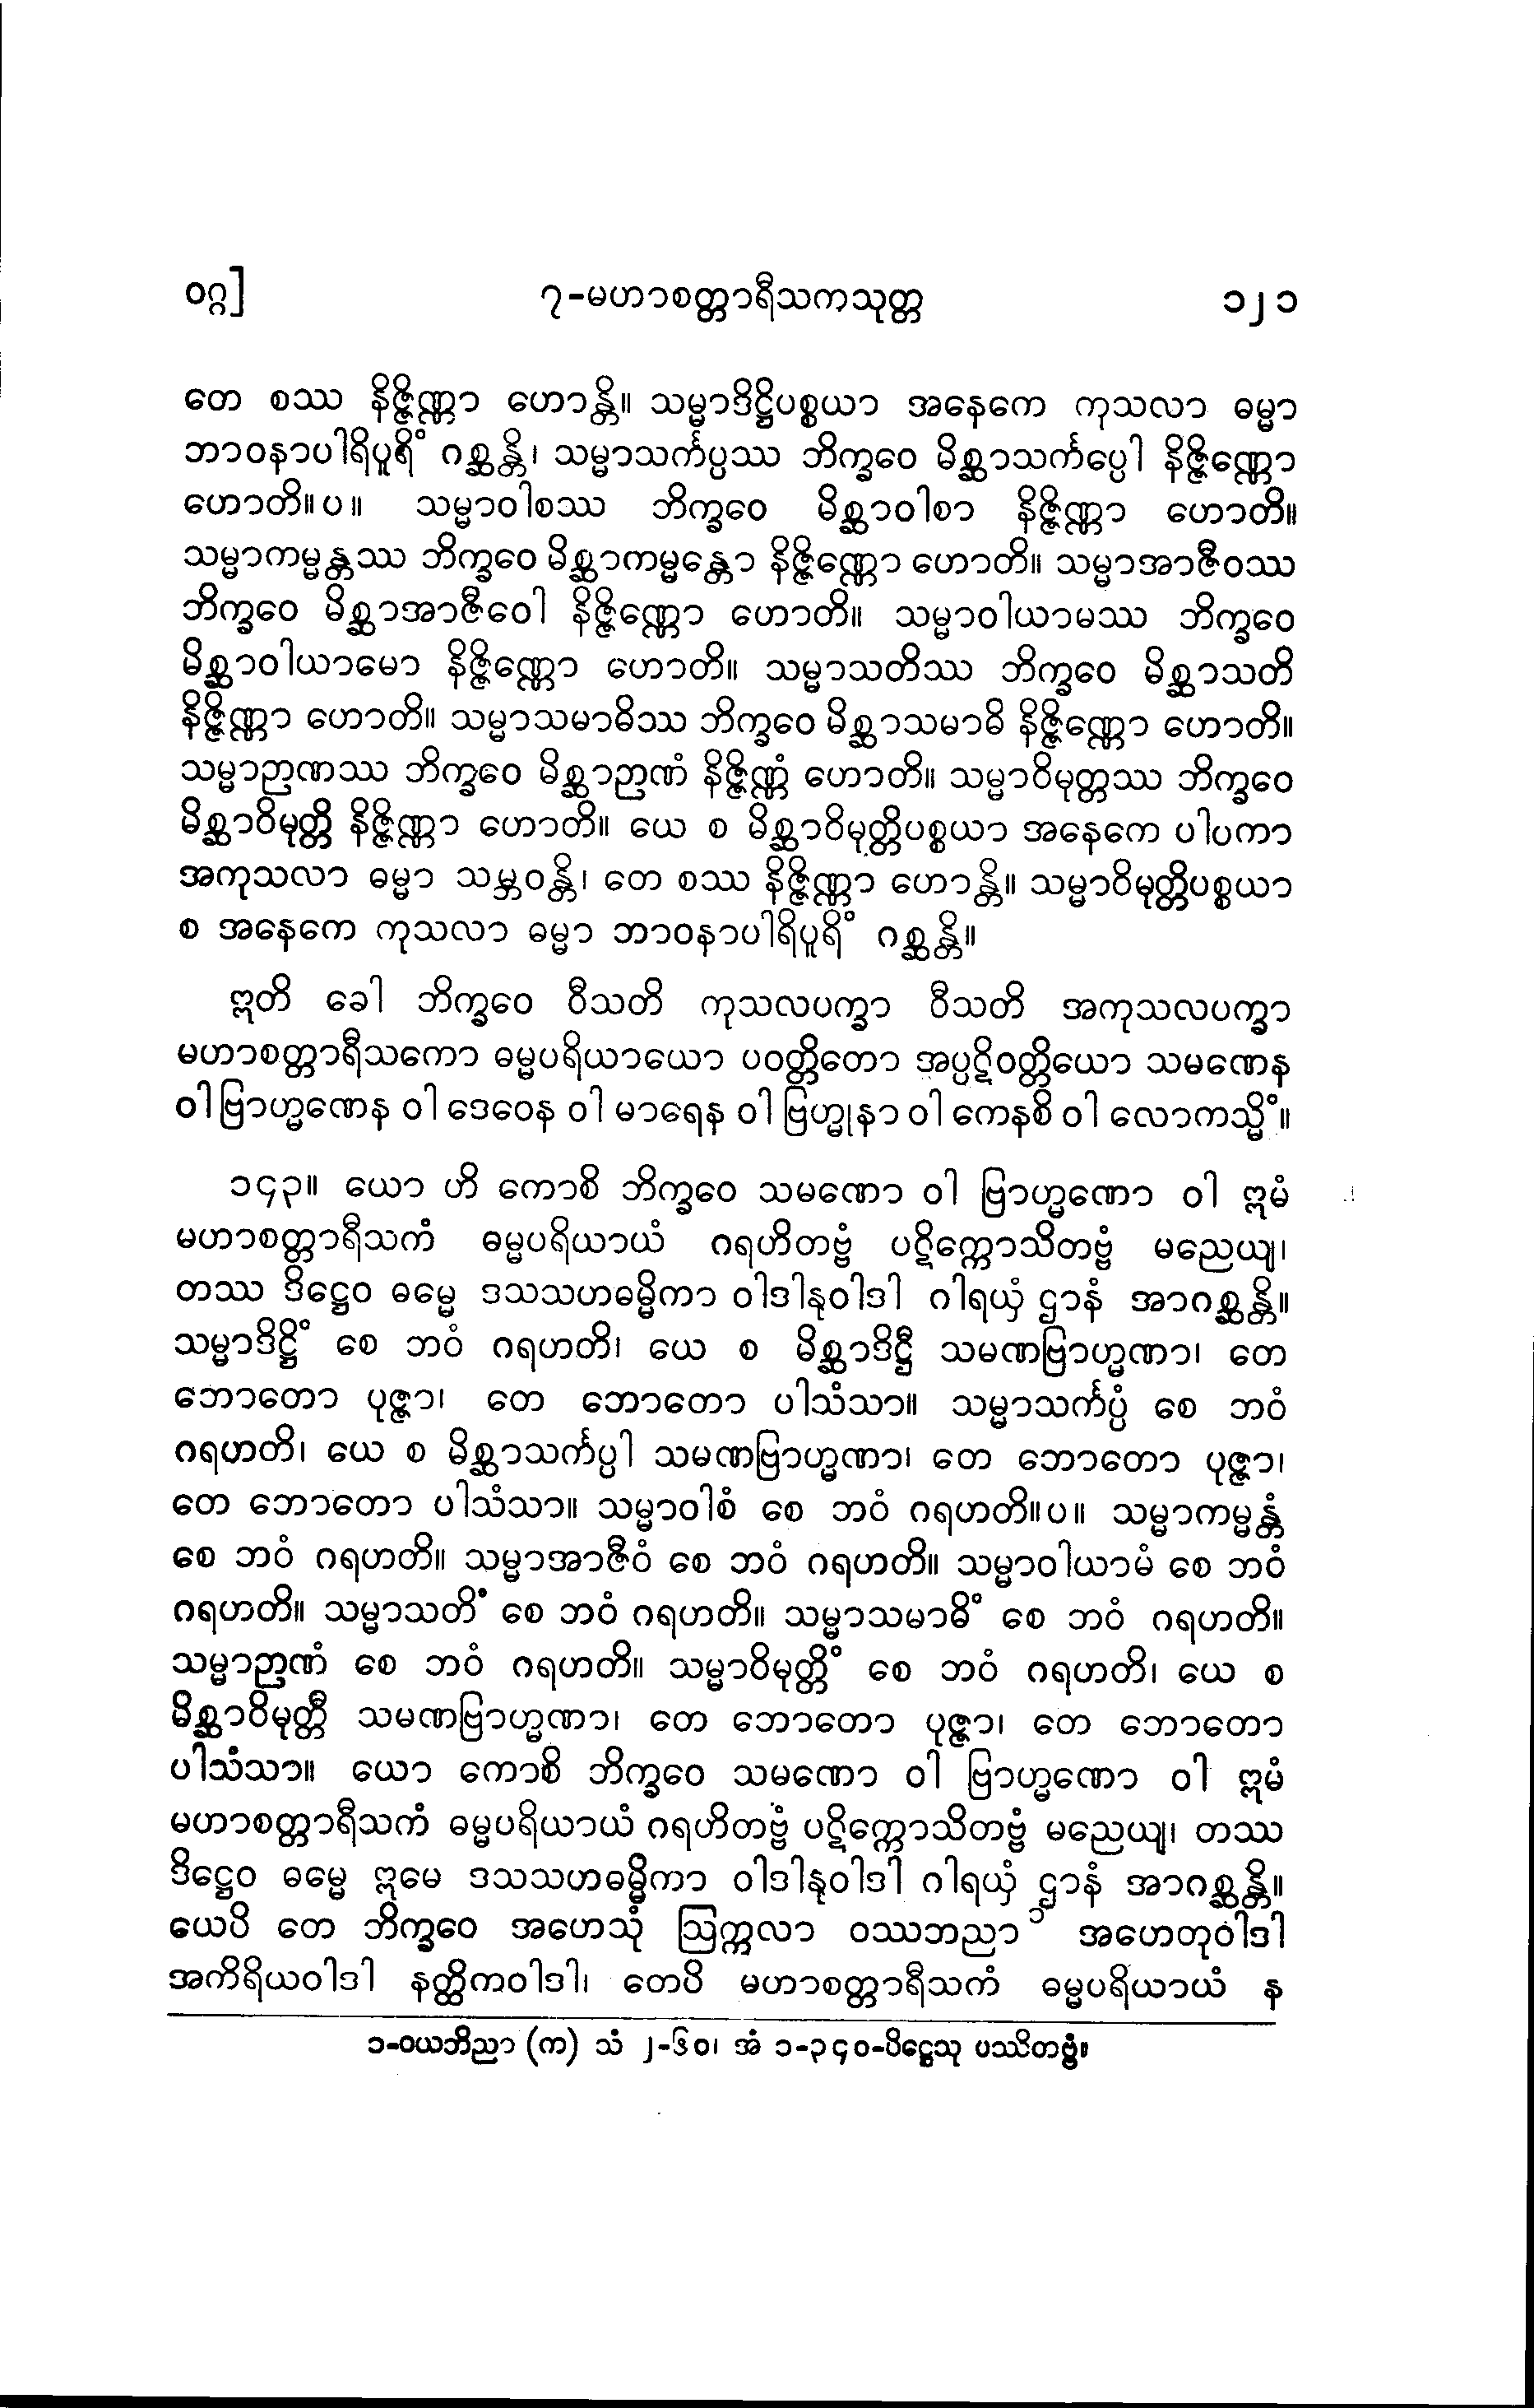 ဝဂ္ဂ] ၇-မဟာစတ္တာရီသကသုတ္တ ၁၂၁
တေ စဿ နိဇ္ဇိဏ္ဏာ ဟောန္တိ။ သမ္မာဒိဋ္ဌိပစ္စယာ အနေကေ ကုသလာ ဓမ္မာ
ဘာဝနာပါရိပူရိံ ဂစ္ဆန္တိ၊ သမ္မာသင်္ကပ္ပဿ ဘိက္ခဝေ မိစ္ဆာသင်္ကပ္ပေါ နိဇ္ဇိဏ္ဏော
ဟောတိ။ပ။ သမ္မာဝါစဿ ဘိက္ခဝေ မိစ္ဆာဝါစာ နိဇ္ဇိဏ္ဏာ ဟောတိ။
သမ္မာကမ္မန္တဿ ဘိက္ခဝေ မိစ္ဆာကမ္မန္တော နိဇ္ဇိဏ္ဏော ဟောတိ။ သမ္မာအာဇီဝဿ
ဘိက္ခဝေ မိစ္ဆာအာဇီဝေါ နိဇ္ဇိဏ္ဏော ဟောတိ။ သမ္မာဝါယာမဿ ဘိက္ခဝေ
မိစ္ဆာဝါယာမော နိဇ္ဇိဏ္ဏော ဟောတိ။ သမ္မာသတိဿ ဘိက္ခဝေ မိစ္ဆာသတိ
နိဇ္ဇိဏ္ဏာ ဟောတိ။ သမ္မာသမာဓိဿ ဘိက္ခဝေ မိစ္ဆာသမာဓိ နိဇ္ဇိဏ္ဏော ဟောတိ။
သမ္မာဉာဏဿ ဘိက္ခဝေ မိစ္ဆာဉာဏံ နိဇ္ဇိဏ္ဏံ ဟောတိ။ သမ္မာဝိမုတ္တဿ ဘိက္ခဝေ
မိစ္ဆာဝိမုတ္တိ နိဇ္ဇိဏ္ဏာ ဟောတိ။ ယေ စ မိစ္ဆာဝိမုတ္တိပစ္စယာ အနေကေ ပါပကာ
အကုသလာ ဓမ္မာ သမ္ဘဝန္တိ၊ တေ စဿ နိဇ္ဇိဏ္ဏာ ဟောန္တိ။ သမ္မာဝိမုတ္တိပစ္စယာ
စ အနေကေ ကုသလာ ဓမ္မာ ဘာဝနာပါရိပူရိံ ဂစ္ဆန္တိ။
ဣတိ ခေါ ဘိက္ခဝေ ဝီသတိ ကုသလပက္ခာ ဝီသတိ အကုသလပက္ခာ
မဟာစတ္တာရီသကော ဓမ္မပရိယာယော ပဝတ္တိတော အပ္ပဋိဝတ္တိယော သမဏေန
ဝါ ဗြာဟ္မဏေန ဝါ ဒေဝေန ဝါ မာရေန ဝါ ဗြဟ္မုနာ ဝါ ကေနစိ ဝါ လောကသ္မိံ။
၁၄၃။ ယော ဟိ ကောစိ ဘိက္ခဝေ သမဏော ဝါ ဗြာဟ္မဏော ဝါ ဣမံ
မဟာစတ္တာရီသကံ ဓမ္မပရိယာယံ ဂရဟိတဗ္ဗံ ပဋိက္ကောသိတဗ္ဗံ မညေယျ၊
တဿ ဒိဋ္ဌေဝ ဓမ္မေ ဒသသဟဓမ္မိကာ ဝါဒါနုဝါဒါ ဂါရယှံ ဌာနံ အာဂစ္ဆန္တိ။
သမ္မာဒိဋ္ဌိံ စေ ဘဝံ ဂရဟတိ၊ ယေ စ မိစ္ဆာဒိဋ္ဌီ သမဏဗြာဟ္မဏာ၊ တေ
ဘောတော ပုဇ္ဇာ၊ တေ ဘောတော ပါသံသာ။ သမ္မာသင်္ကပ္ပံ စေ ဘဝံ
ဂရဟတိ၊ ယေ စ မိစ္ဆာသင်္ကပ္ပါ သမဏဗြာဟ္မဏာ၊ တေ ဘောတော ပုဇ္ဇာ၊
တေ ဘောတော ပါသံသာ။ သမ္မာဝါစံ စေ ဘဝံ ဂရဟတိ။ပ။ သမ္မာကမ္မန္တံ
စေ ဘဝံ ဂရဟတိ။ သမ္မာအာဇီဝံ စေ ဘဝံ ဂရဟတိ။ သမ္မာဝါယာမံ စေ ဘဝံ
ဂရဟတိ။ သမ္မာသတိံ စေ ဘဝံ ဂရဟတိ။ သမ္မာသမာဓိံ စေ ဘဝံ ဂရဟတိ။
သမ္မာဉာဏံ စေ ဘဝံ ဂရဟတိ။ သမ္မာဝိမုတ္တိံ စေ ဘဝံ ဂရဟတိ၊ ယေ စ
မိစ္ဆာဝိမုတ္တီ သမဏဗြာဟ္မဏာ၊ တေ ဘောတော ပုဇ္ဇာ၊ တေ ဘောတော
ပါသံသာ။ ယော ကောစိ ဘိက္ခဝေ သမဏော ဝါ ဗြာဟ္မဏော ဝါ ဣမံ
မဟာစတ္တာရီသကံ ဓမ္မပရိယာယံ ဂရဟိတဗ္ဗံ ပဋိက္ကောသိတဗ္ဗံ မညေယျ၊ တဿ
ဒိဋ္ဌေဝ ဓမ္မေ ဣမေ ဒသသဟဓမ္မိကာ ဝါဒါနုဝါဒါ ဂါရယှံ ဌာနံ အာဂစ္ဆန္တိ။
ယေပိ တေ ဘိက္ခဝေ အဟေသုံ ဩက္ကလာ ဝဿဘညာ ၁ အဟေတုဝါဒါ
အကိရိယဝါဒါ နတ္ထိကဝါဒါ၊ တေပိ မဟာစတ္တာရီသကံ ဓမ္မပရိယာယံ န
၁-ဝယဘိညာ (က) သံ ၂-၆၀၊ အံ ၁-၃၄၀-ပိဋ္ဌေသု ပဿိတဗ္ဗံ။